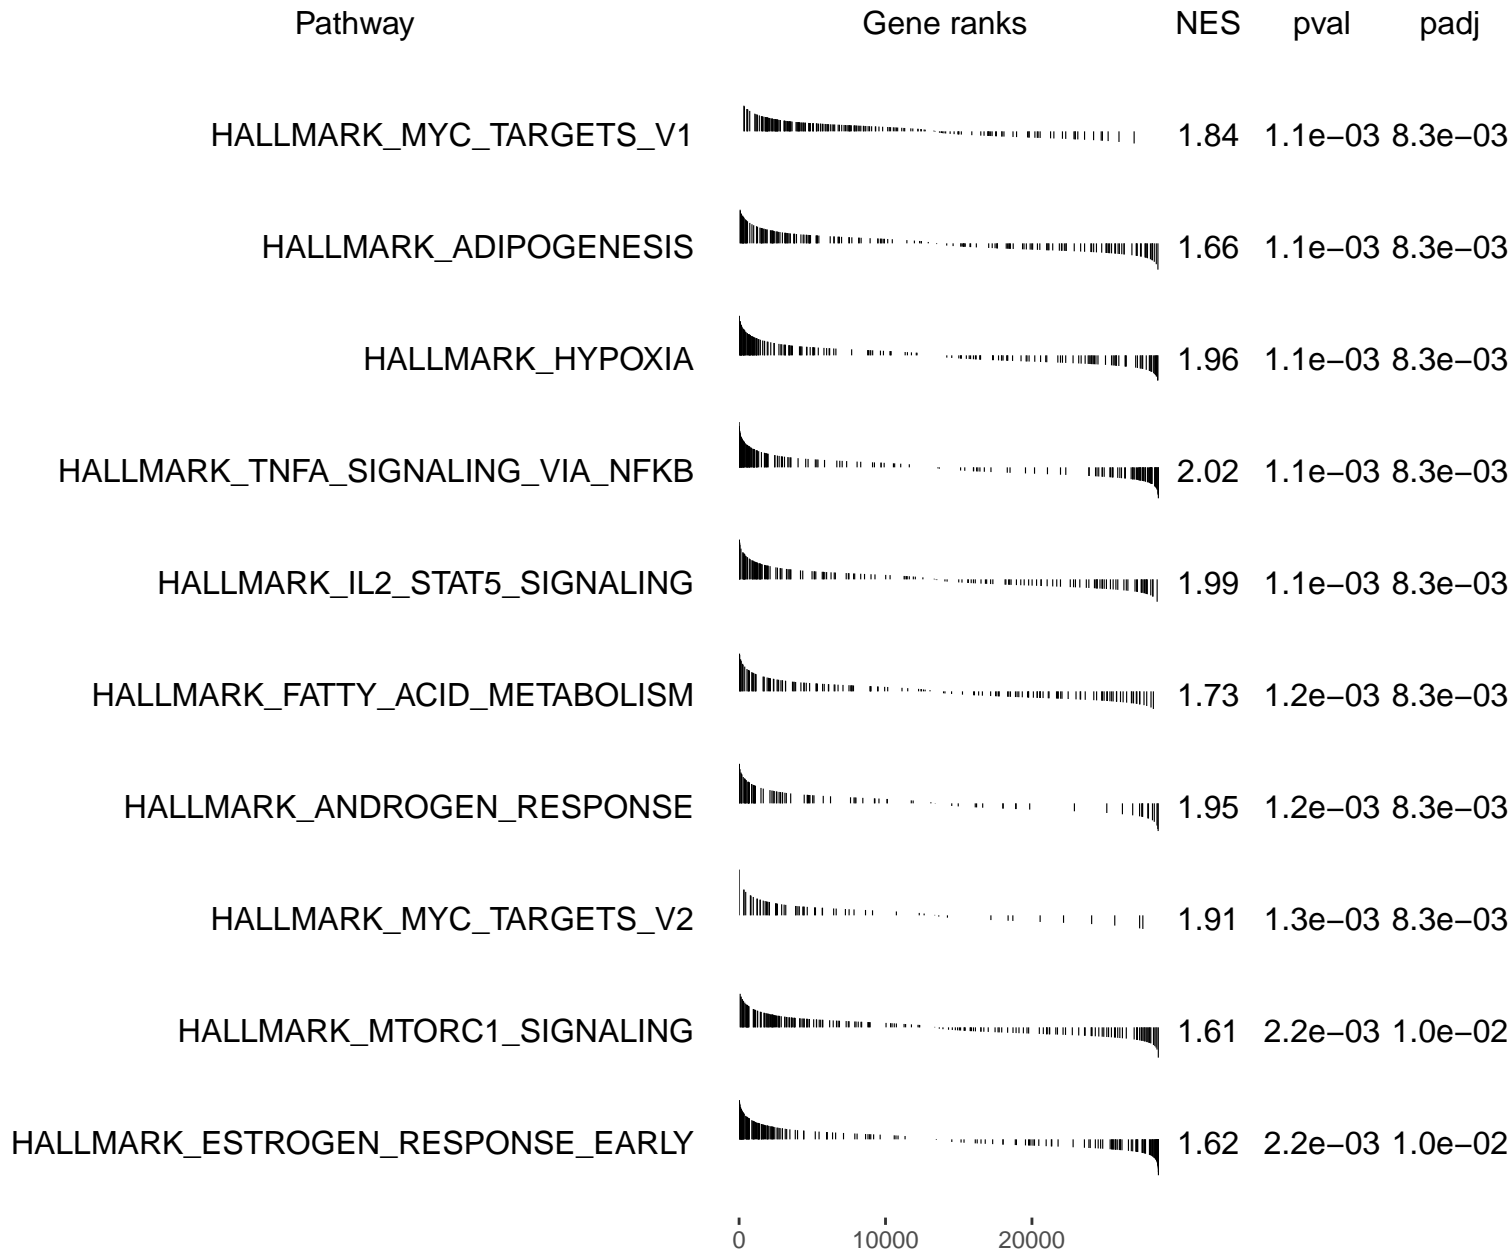 Pathway Gene ranks NES pval padj
HALLMARK_MYC_TARGETS_V1 1.84 1.1e−03 8.3e−03
HALLMARK_ADIPOGENESIS 1.66 1.1e−03 8.3e−03
HALLMARK_HYPOXIA 1.96 1.1e−03 8.3e−03
HALLMARK_TNFA_SIGNALING_VIA_NFKB 2.02 1.1e−03 8.3e−03
HALLMARK_IL2_STAT5_SIGNALING 1.99 1.1e−03 8.3e−03
HALLMARK_FATTY_ACID_METABOLISM 1.73 1.2e−03 8.3e−03
HALLMARK_ANDROGEN_RESPONSE 1.95 1.2e−03 8.3e−03
HALLMARK_MYC_TARGETS_V2 1.91 1.3e−03 8.3e−03
HALLMARK_MTORC1_SIGNALING 1.61 2.2e−03 1.0e−02
HALLMARK_ESTROGEN_RESPONSE_EARLY 1.62 2.2e−03 1.0e−02
0 10000 20000